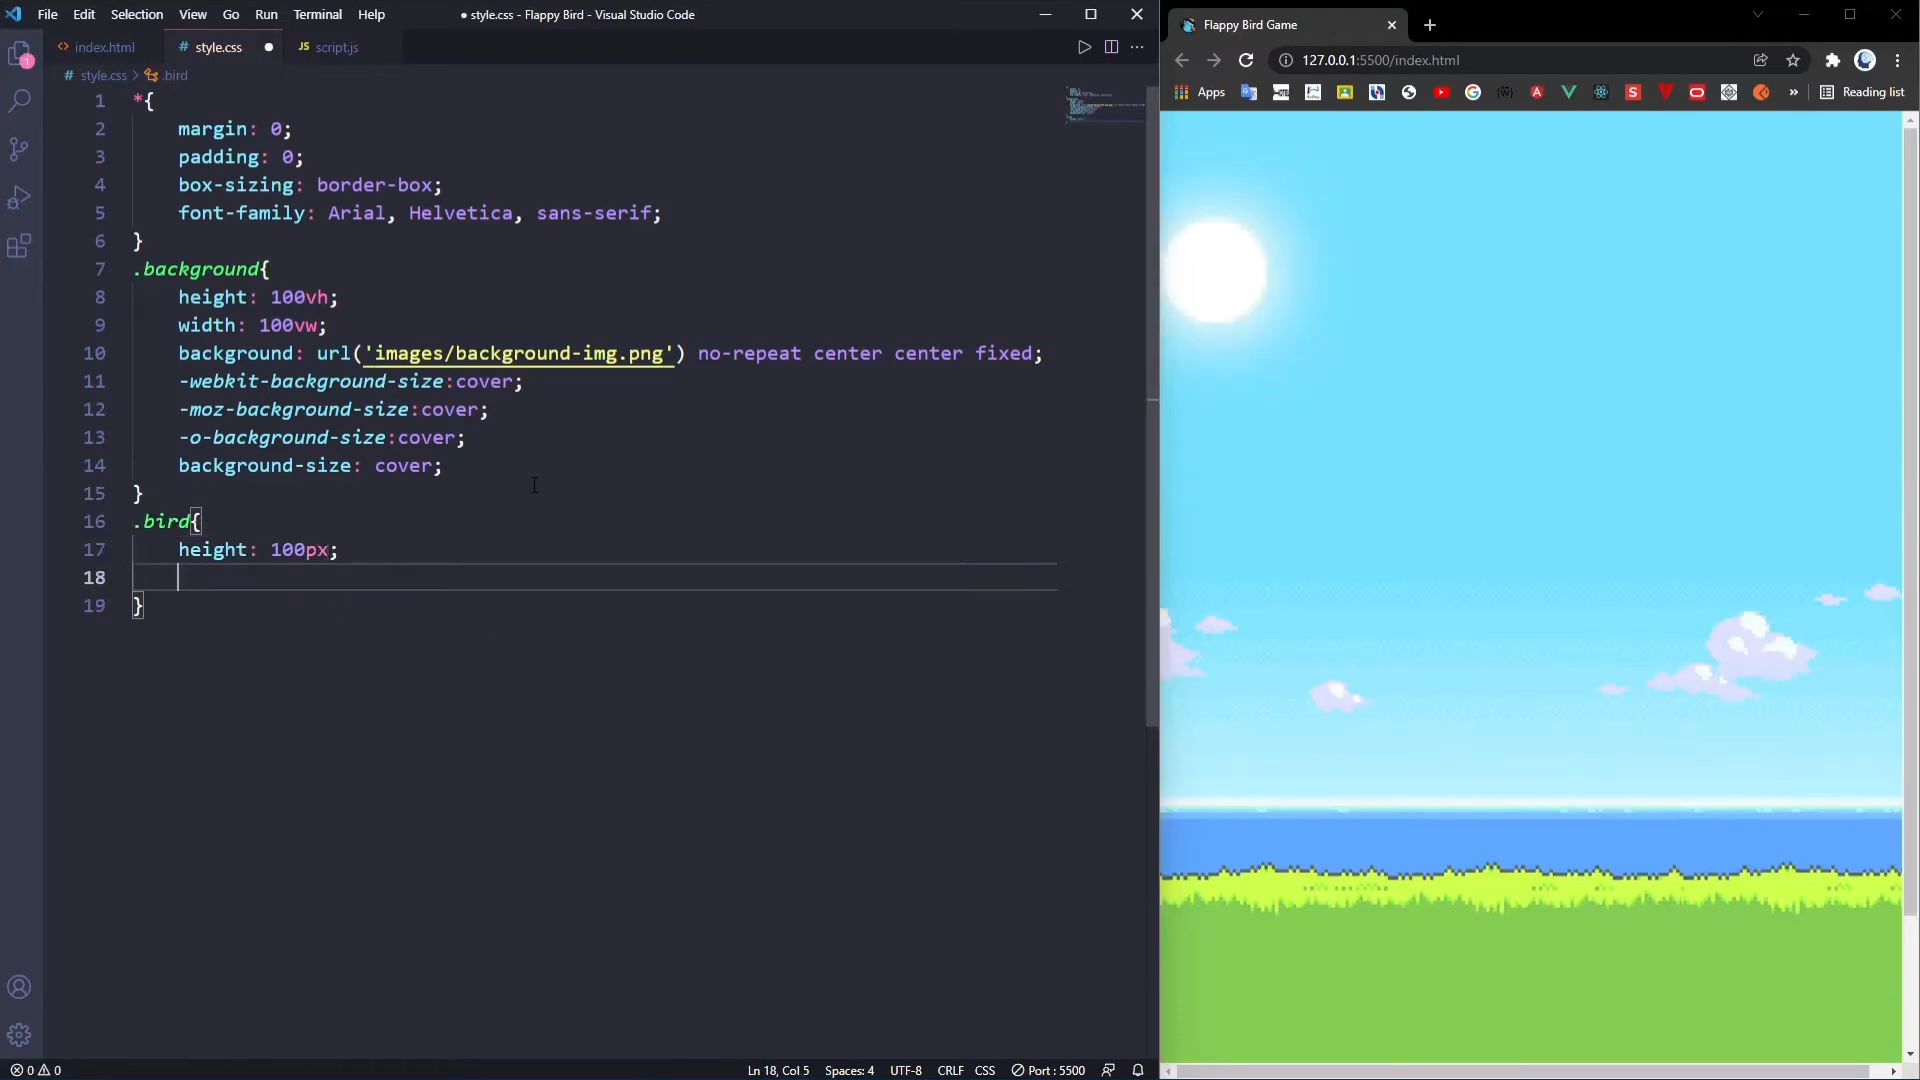 File Edit Selection View Go Run Terminal Help
● style.css - Flappy Bird - Visual Studio Code
index.html
# style.css ●
JS script.js
# style.css > .bird
1 *{
2 margin: 0;
3 padding: 0;
4 box-sizing: border-box;
5 font-family: Arial, Helvetica, sans-serif;
6 }
7 .background{
8 height: 100vh;
9 width: 100vw;
10 background: url('images/background-img.png') no-repeat center center fixed;
11 -webkit-background-size:cover;
12 -moz-background-size:cover;
13 -o-background-size:cover;
14 background-size: cover;
15 }
16 .bird{
17 height: 100px;
18
19 }
1
0 0
Ln 18, Col 5 Spaces: 4 UTF-8 CRLF CSS Port : 5500
Flappy Bird Game
127.0.0.1:5500/index.html
Apps
» Reading list